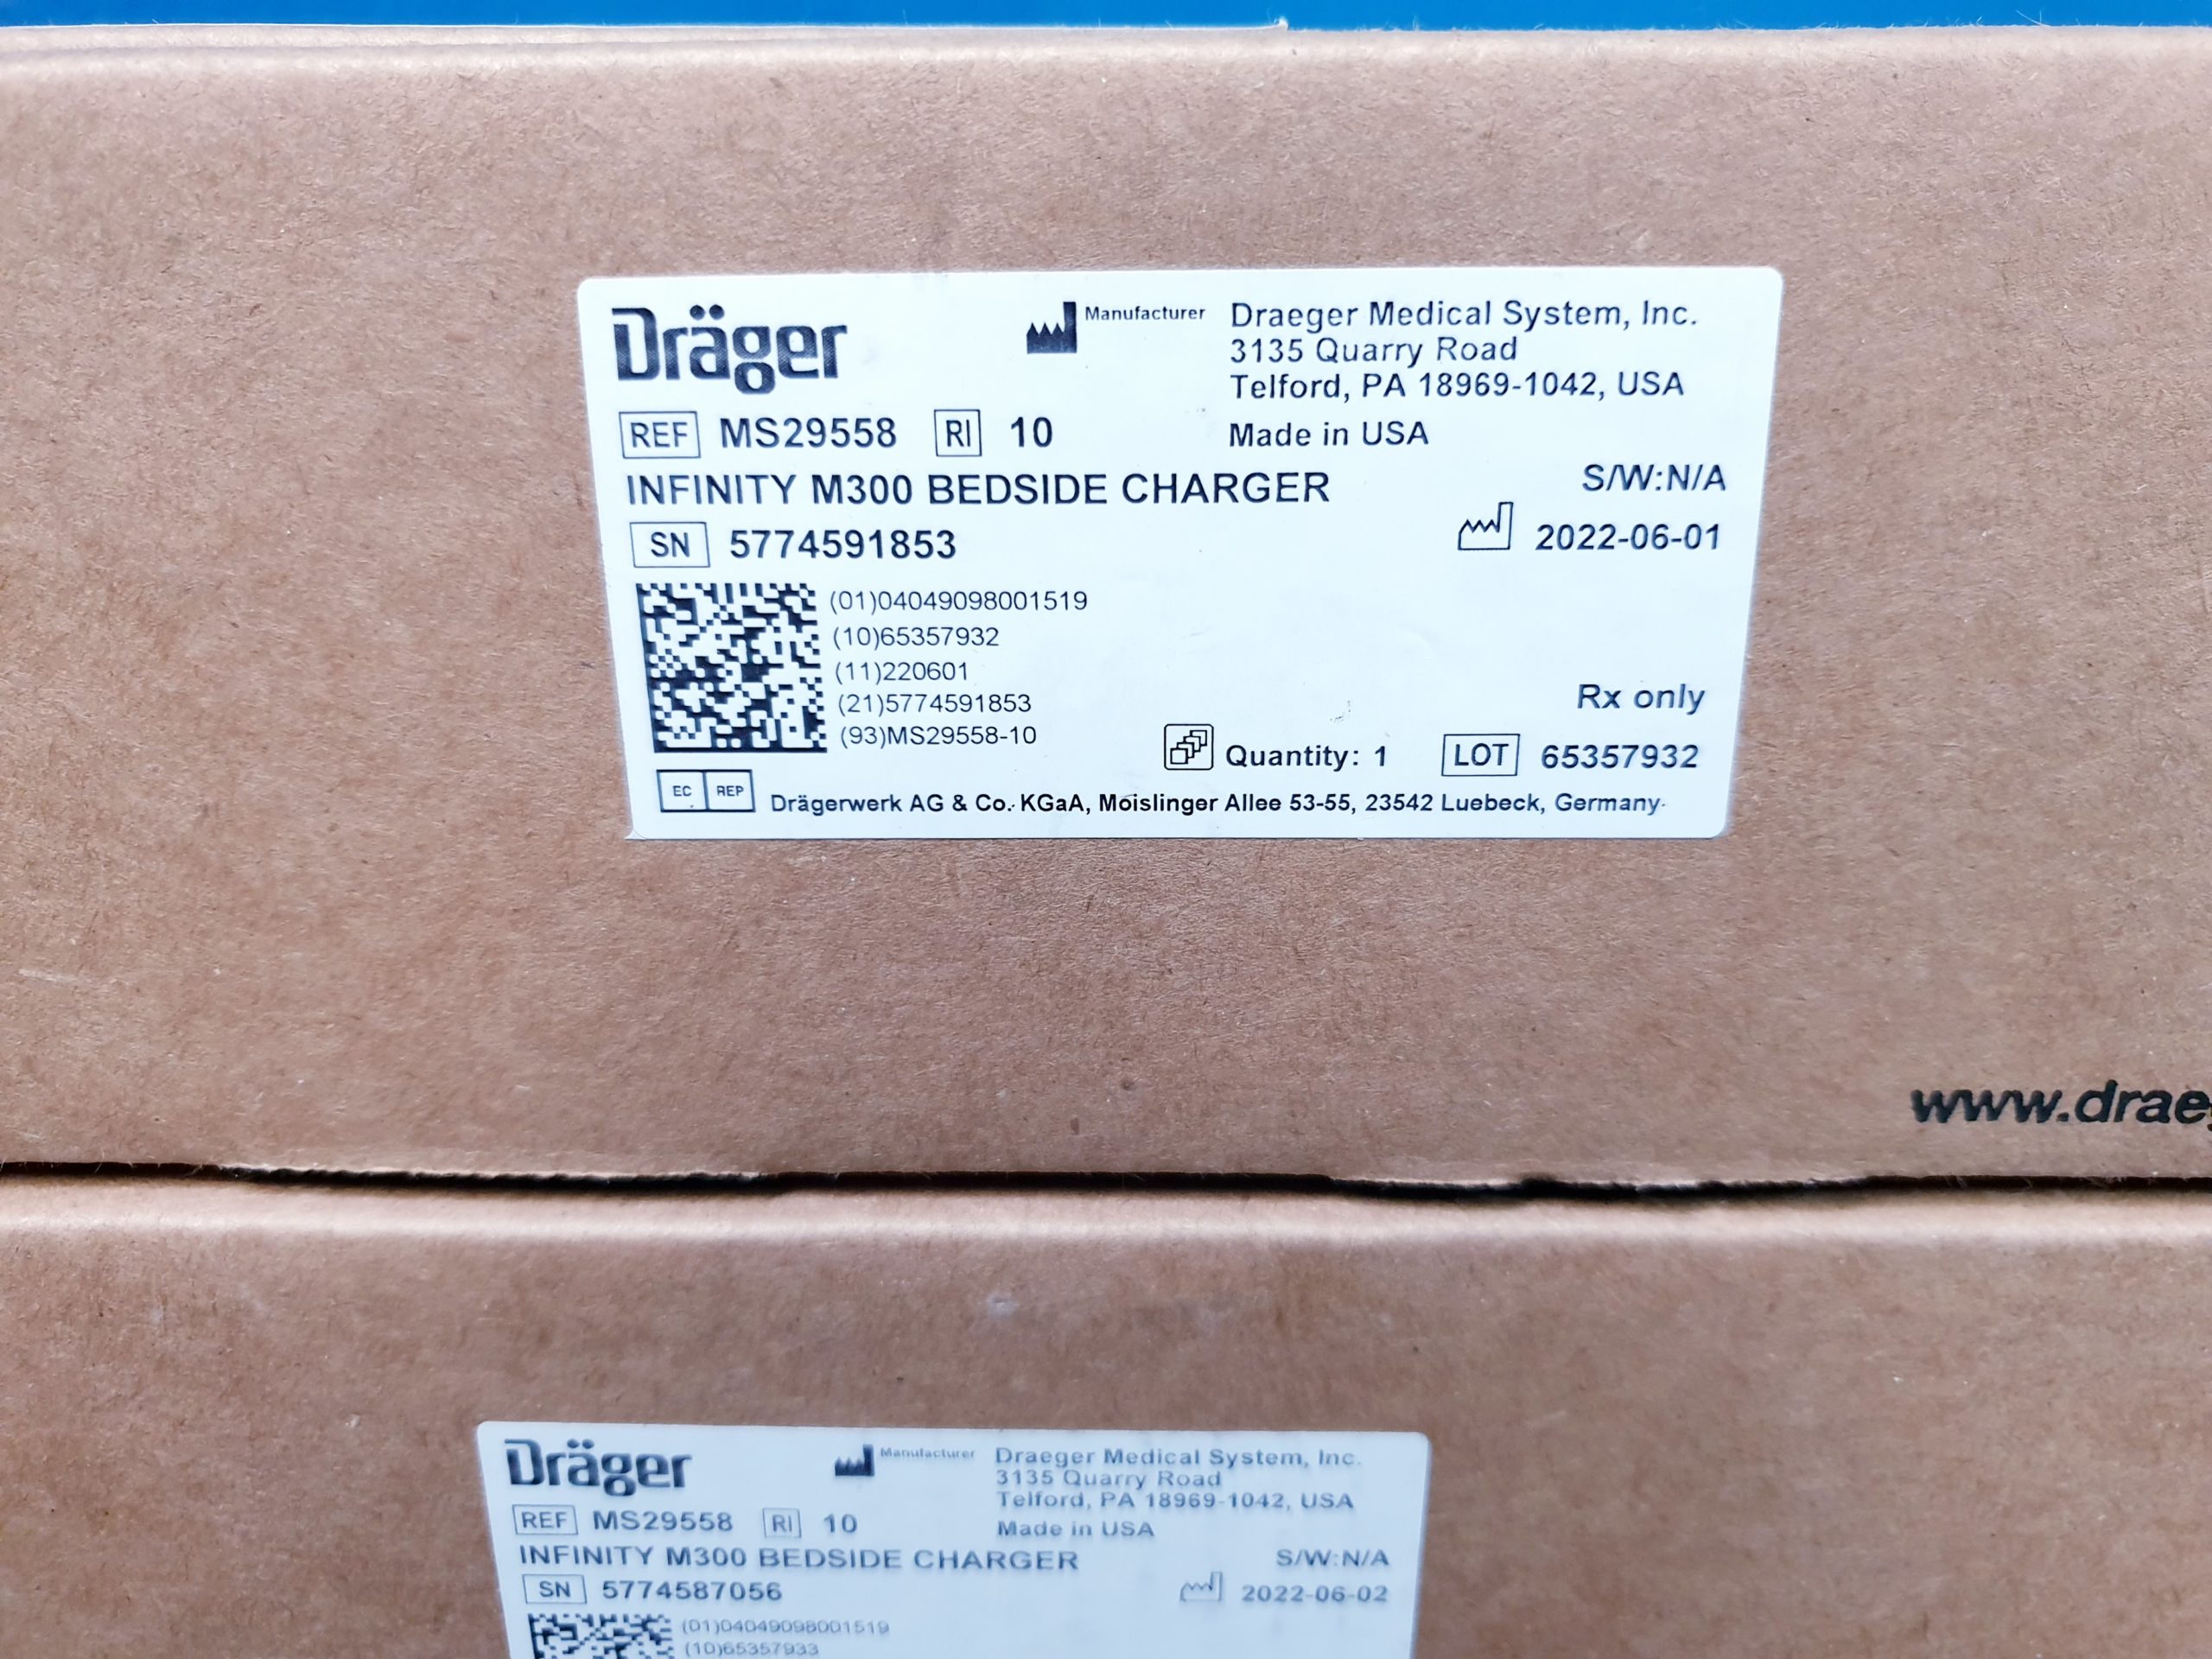 Dräger
Manufacturer
Draeger Medical System, Inc.
3135 Quarry Road
Telford, PA 18969-1042, USA
REF MS29558 RI 10
Made in USA
INFINITY M300 BEDSIDE CHARGER
S/W:N/A
SN 5774591853
2022-06-01
(01)04049098001519
(10)65357932
(11)220601
(21)5774591853
(93)MS29558-10
Rx only
Quantity: 1 LOT 65357932
EC REP Drägerwerk AG & Co. KGaA, Moislinger Allee 53-55, 23542 Luebeck, Germany
www.drae
Dräger
Manufacturer
Draeger Medical System, Inc.
3135 Quarry Road
Telford, PA 18969-1042, USA
REF MS29558 RI 10
Made in USA
INFINITY M300 BEDSIDE CHARGER
S/W:N/A
SN 5774587056
2022-06-02
(01)04049098001519
(10)65357933